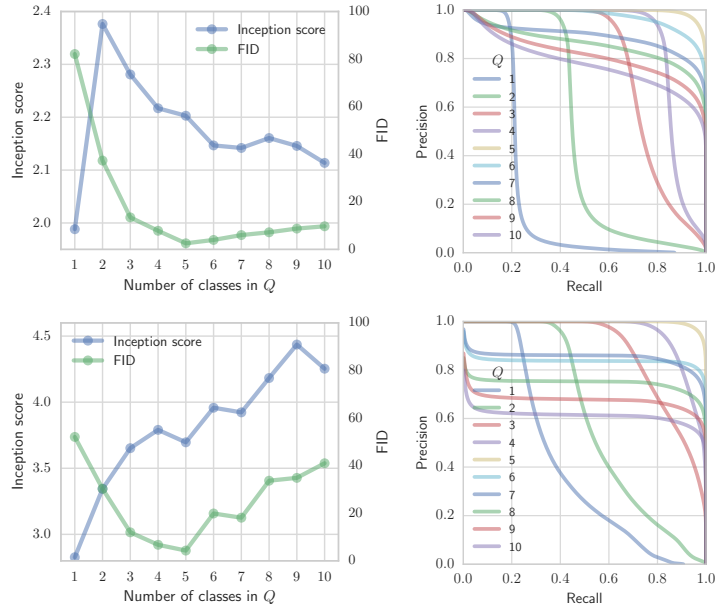 2.4
2.3
2.2
2.1
2.0
Inception score
100
80
60
40
20
0
FID
Inception score
FID
1 2 3 4 5 6 7 8 9 10
Number of classes in Q
1.0
0.8
0.6
0.4
0.2
0.0
Precision
Q
1
2
3
4
5
6
7
8
9
10
0.0 0.2 0.4 0.6 0.8 1.0
Recall
4.5
4.0
3.5
3.0
Inception score
100
80
60
40
20
0
FID
Inception score
FID
1 2 3 4 5 6 7 8 9 10
Number of classes in Q
1.0
0.8
0.6
0.4
0.2
0.0
Precision
Q
1
2
3
4
5
6
7
8
9
10
0.0 0.2 0.4 0.6 0.8 1.0
Recall